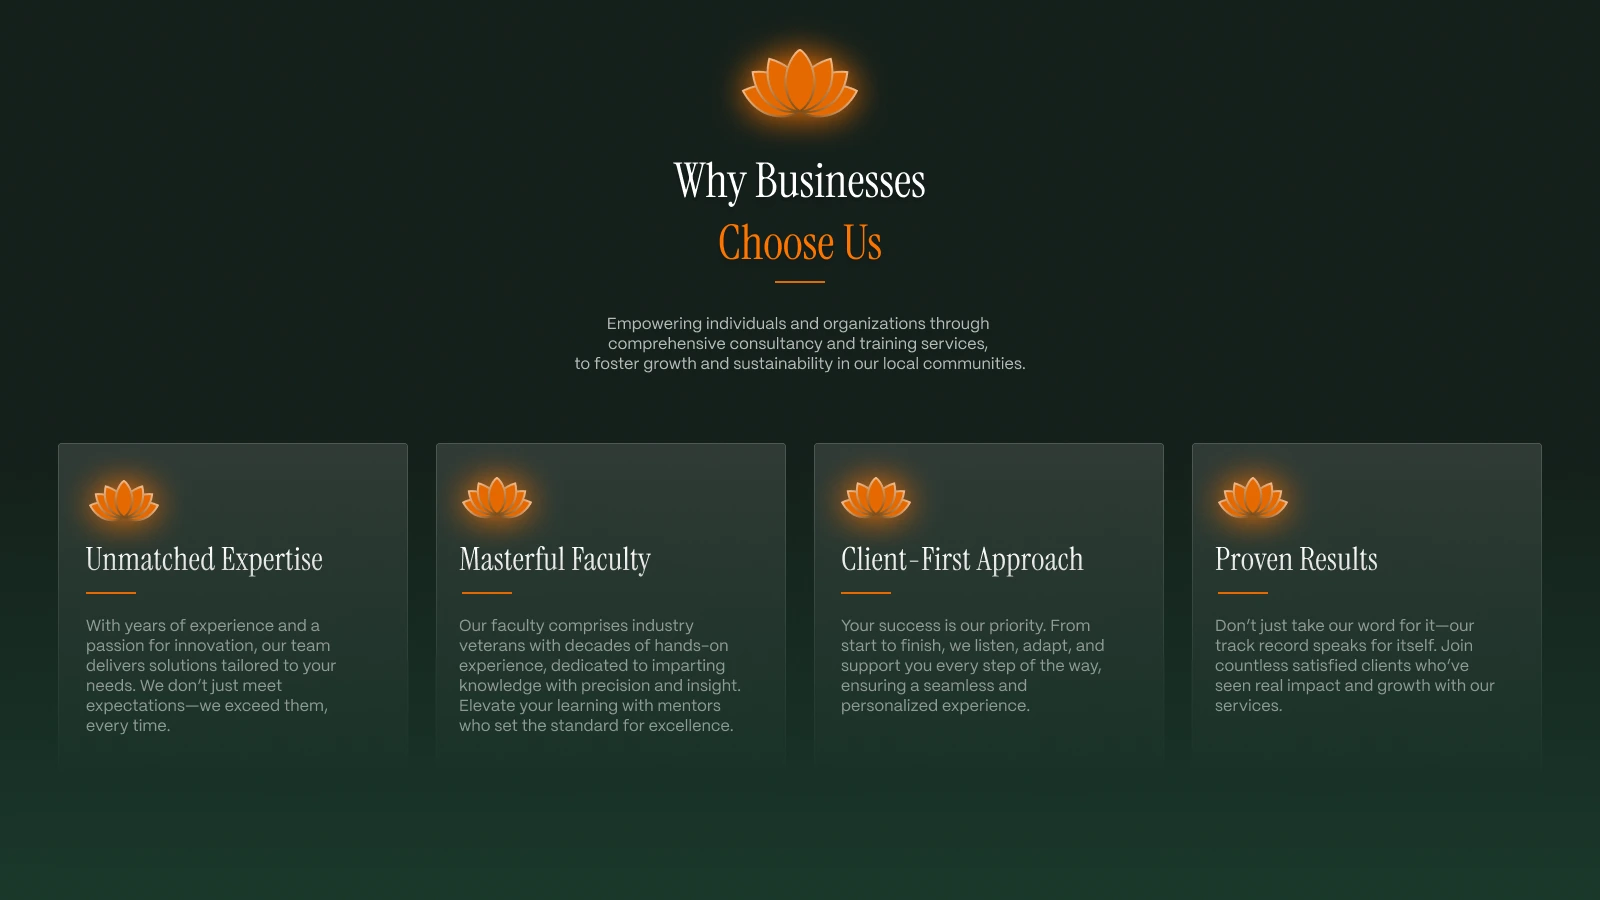 Why Businesses
Choose Us
Empowering individuals and organizations through
comprehensive consultancy and training services,
to foster growth and sustainability in our local communities.
Unmatched Expertise
With years of experience and a
passion for innovation, our team
delivers solutions tailored to your
needs. We don’t just meet
expectations—we exceed them,
every time.
Masterful Faculty
Our faculty comprises industry
veterans with decades of hands-on
experience, dedicated to imparting
knowledge with precision and insight.
Elevate your learning with mentors
who set the standard for excellence.
Client-First Approach
Your success is our priority. From
start to finish, we listen, adapt, and
support you every step of the way,
ensuring a seamless and
personalized experience.
Proven Results
Don’t just take our word for it—our
track record speaks for itself. Join
countless satisfied clients who’ve
seen real impact and growth with our
services.